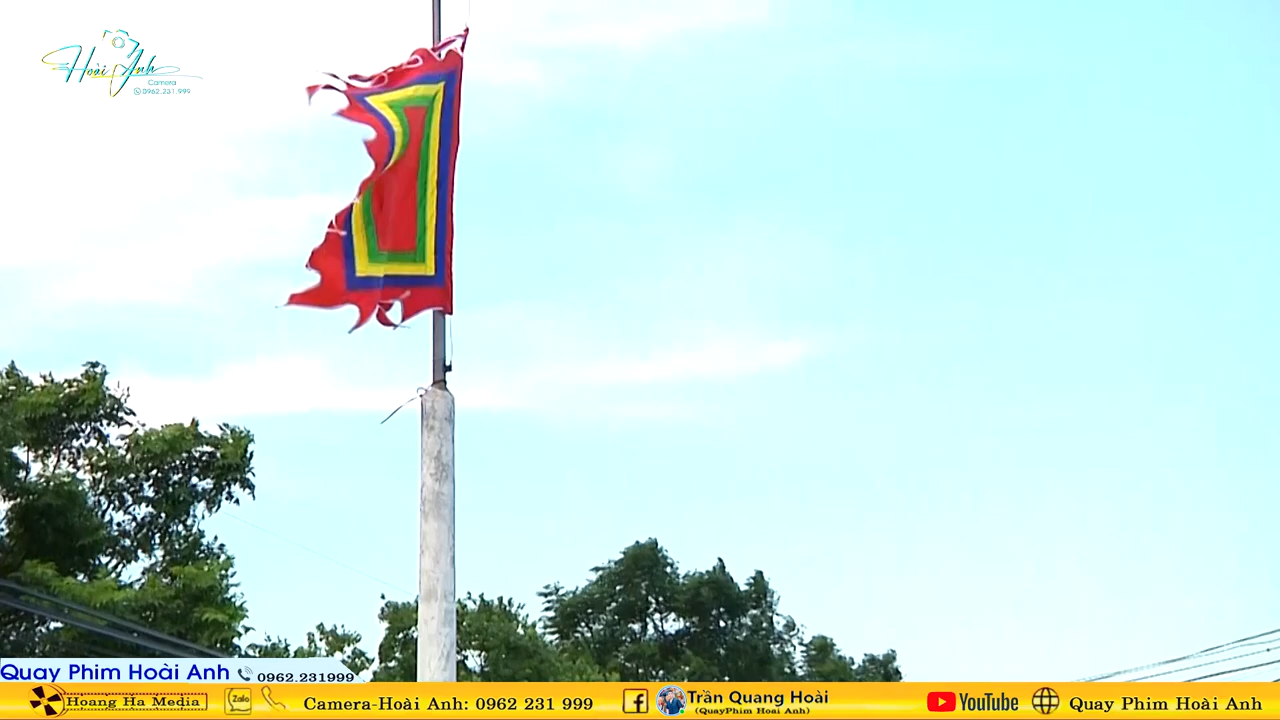 Hoài Anh
Camera
0962.231.999
Quay Phim Hoài Anh 0962.231999
Hoang Ha Media
Zalo
Camera-Hoài Anh: 0962 231 999
Trần Quang Hoài
(QuayPhim Hoai Anh)
YouTube
Quay Phim Hoài Anh